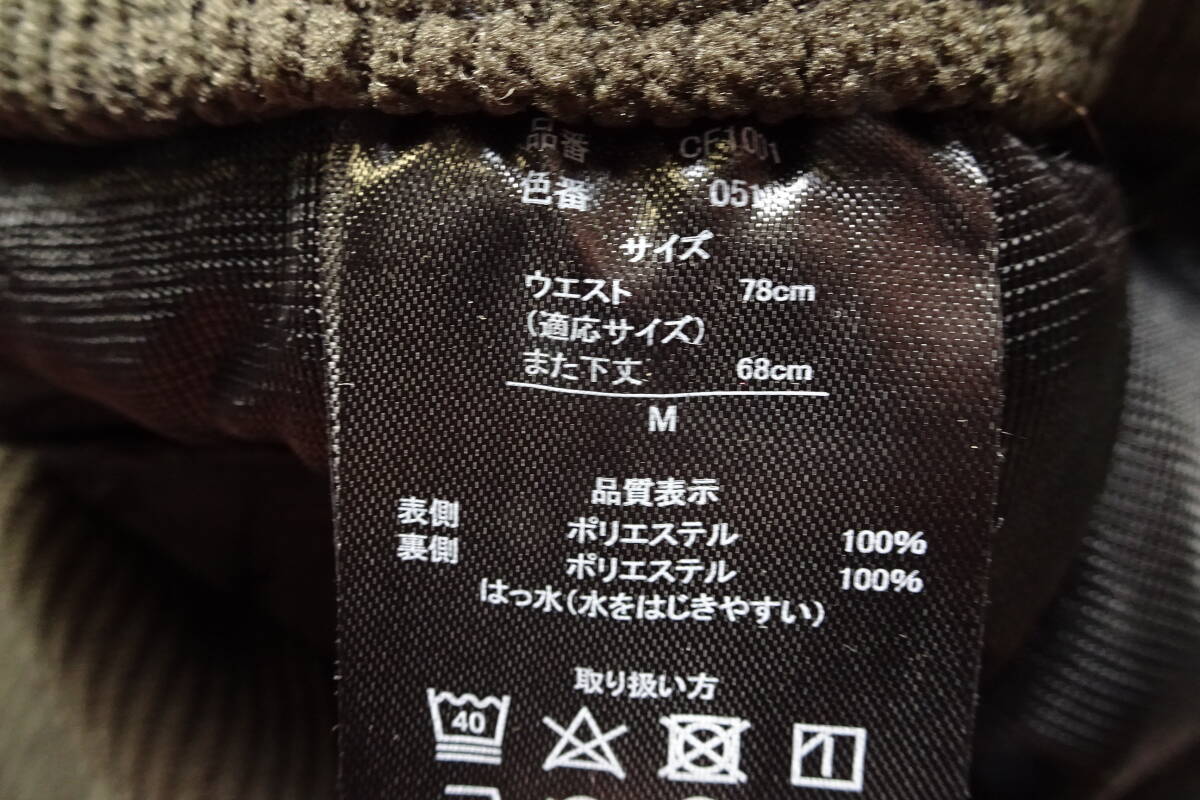 品番 CF1001
色番
サイズ
ウエスト 78cm
(適応サイズ)
また下丈 68cm
M
品質表示
表側 ポリエステル 100%
裏側 ポリエステル 100%
はっ水(水をはじきやすい)
取り扱い方
40